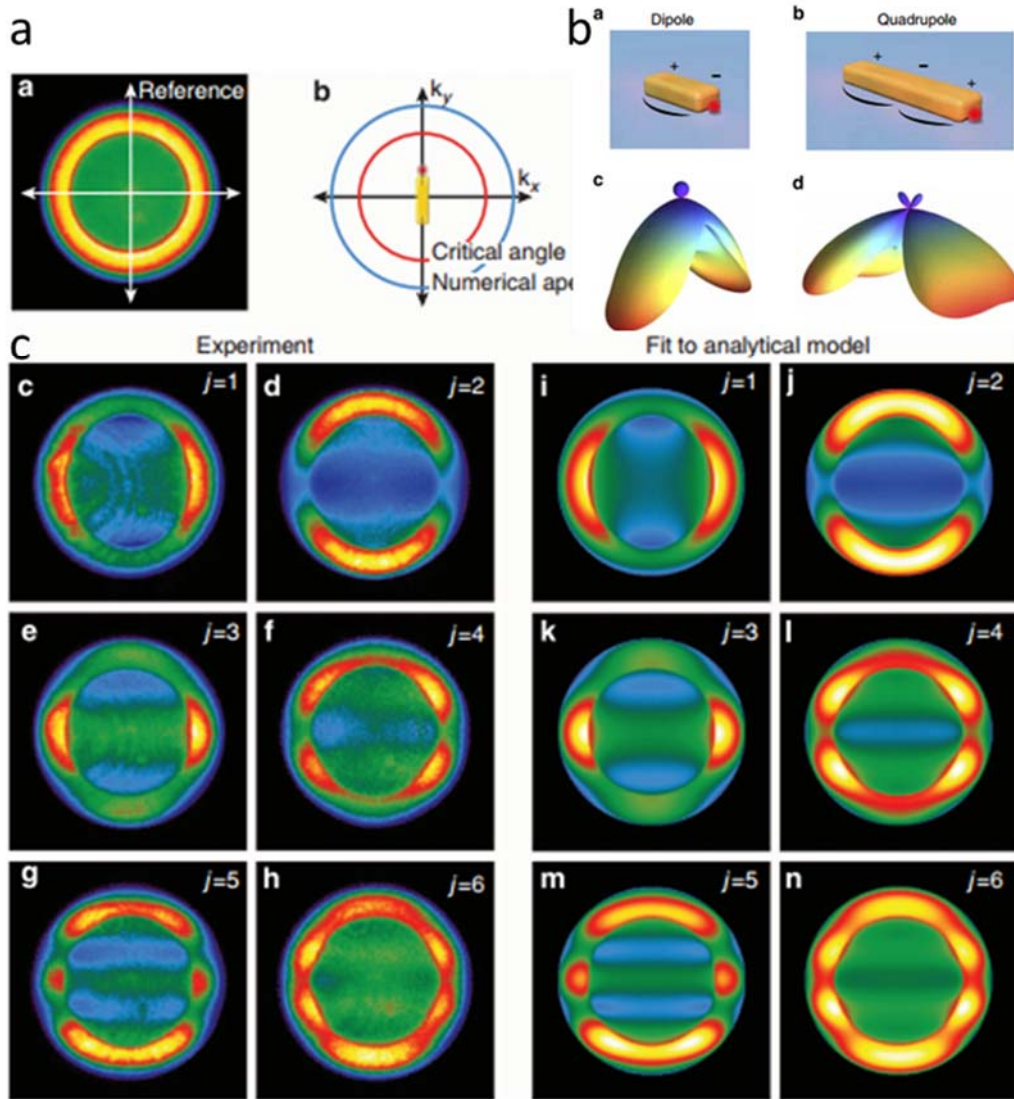 a
b
a
Dipole
b
Quadrupole
+
−
+
−
+
a
Reference
b
k_y
k_x
Critical angle
Numerical ape
c
d
c
Experiment
Fit to analytical model
c
j=1
d
j=2
i
j=1
j
j=2
e
j=3
f
j=4
k
j=3
l
j=4
g
j=5
h
j=6
m
j=5
n
j=6